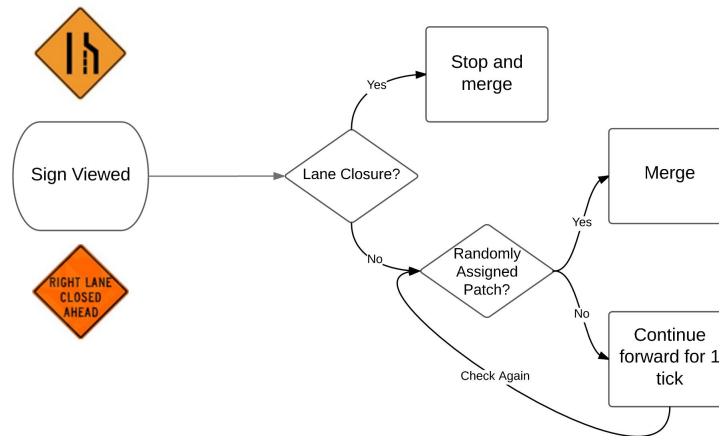 Stop and
merge
Yes
Sign Viewed
Lane Closure?
Merge
Yes
No
Randomly
Assigned
Patch?
RIGHT LANE
CLOSED
AHEAD
No
Continue
forward for 1
tick
Check Again